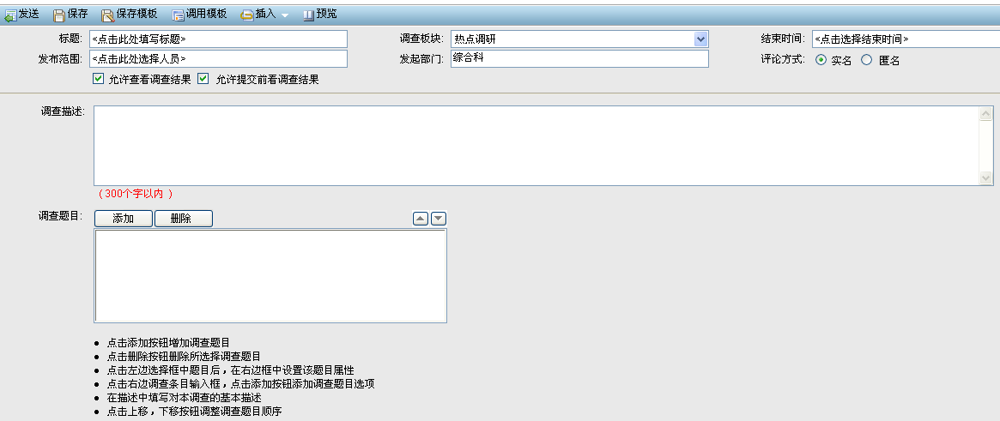 发送 保存 保存模板 调用模板 插入 预览
标题: <点击此处填写标题> 调查板块: 热点调研 结束时间: <点击选择结束时间>
发布范围: <点击此处选择人员> 发起部门: 综合科 评论方式: 实名 匿名
允许查看调查结果 允许提交前看调查结果
调查描述:
(300个字以内)
调查题目: 添加 删除
点击添加按钮增加调查题目
点击删除按钮删除所选择调查题目
点击左边选择框中题目后,在右边框中设置该题目属性
点击右边调查条目输入框,点击添加按钮添加调查题目选项
在描述中填写对本调查的基本描述
点击上移,下移按钮调整调查题目顺序